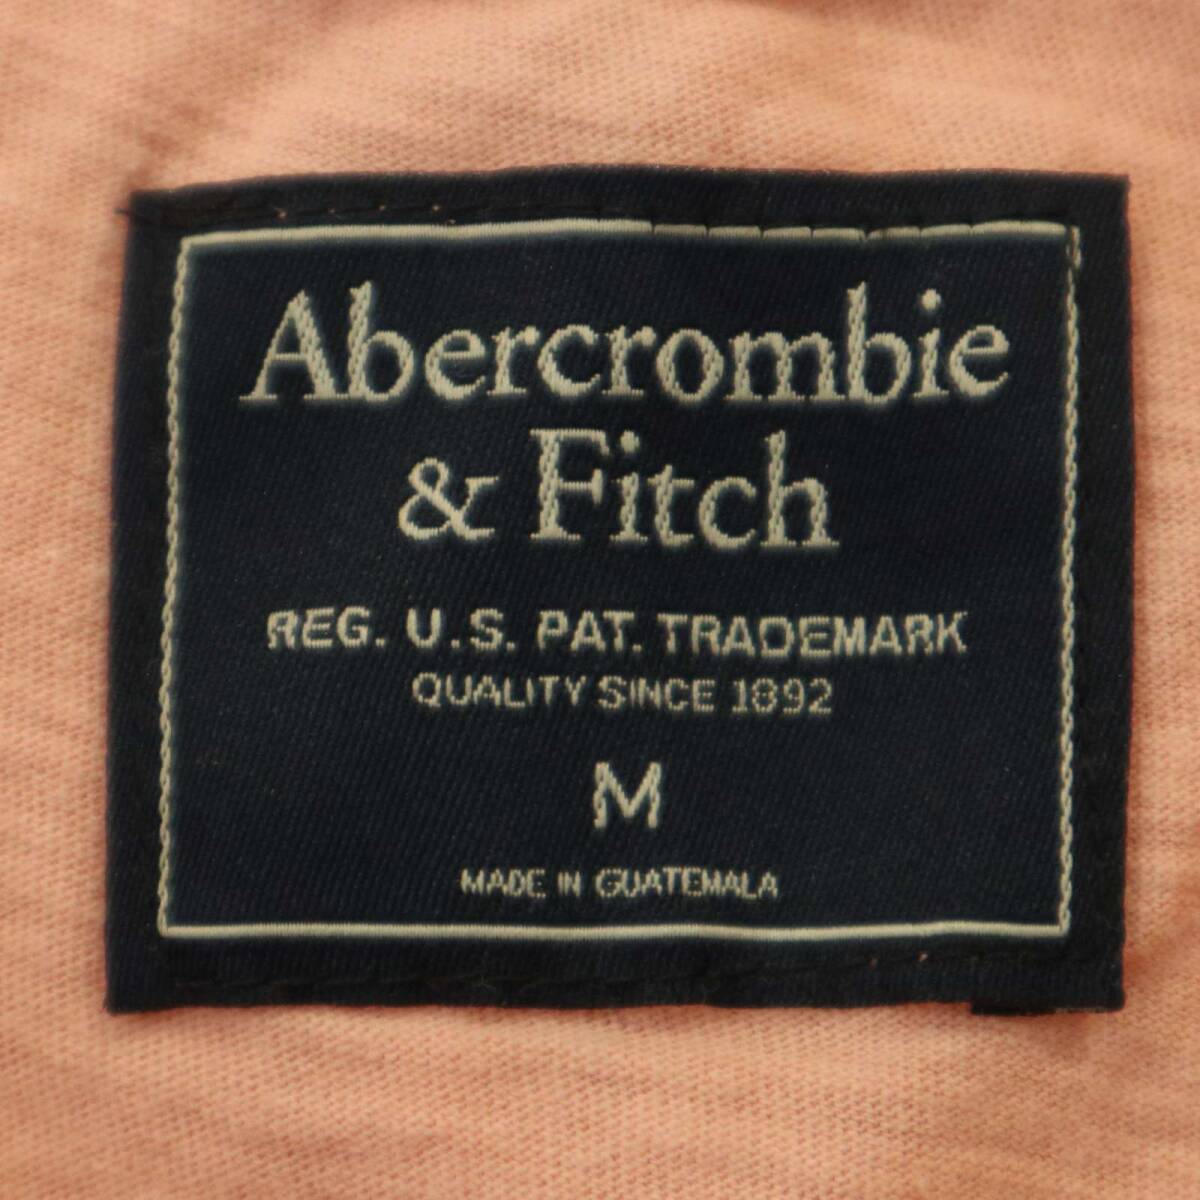 Abercrombie
& Fitch
REG. U.S. PAT. TRADEMARK
QUALITY SINCE 1892
M
MADE IN GUATEMALA